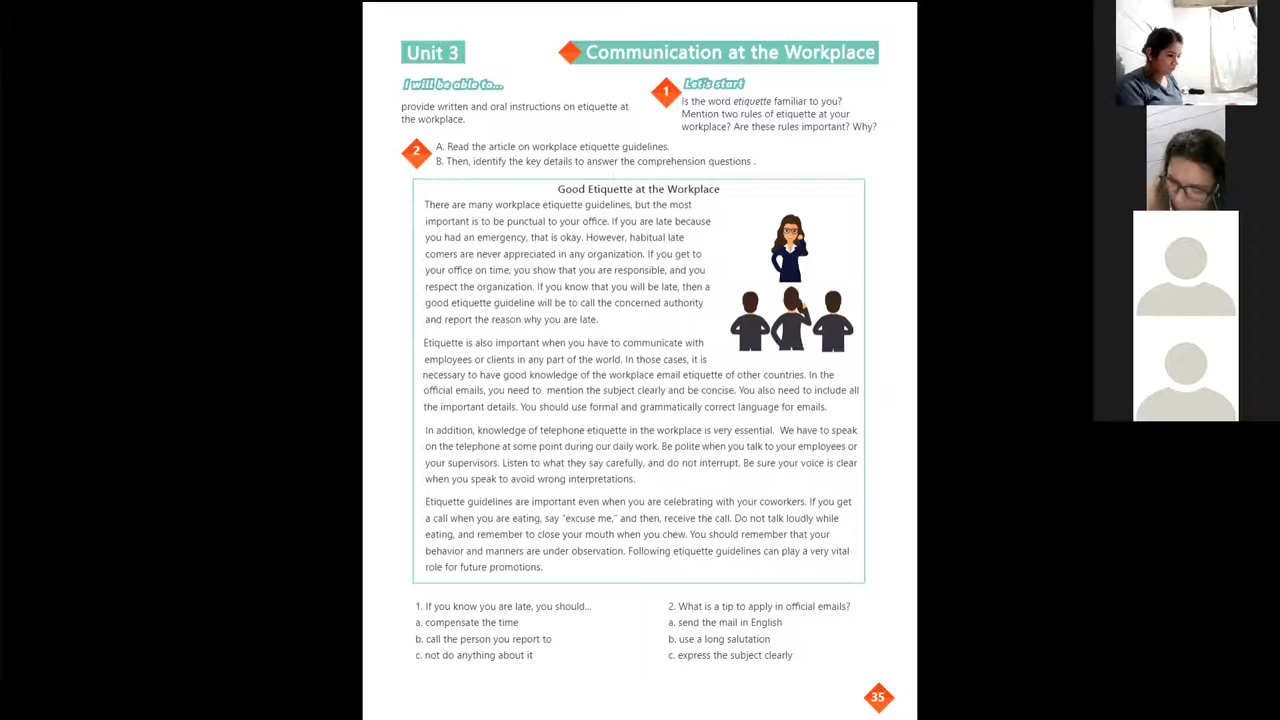 Unit 3
Communication at the Workplace
I will be able to...
provide written and oral instructions on etiquette at
the workplace.
1
Let's start
Is the word etiquette familiar to you?
Mention two rules of etiquette at your
workplace? Are these rules important? Why?
2
A. Read the article on workplace etiquette guidelines.
B. Then, identify the key details to answer the comprehension questions .
Good Etiquette at the Workplace
There are many workplace etiquette guidelines, but the most
important is to be punctual to your office. If you are late because
you had an emergency, that is okay. However, habitual late
comers are never appreciated in any organization. If you get to
your office on time, you show that you are responsible, and you
respect the organization. If you know that you will be late, then a
good etiquette guideline will be to call the concerned authority
and report the reason why you are late.
Etiquette is also important when you have to communicate with
employees or clients in any part of the world. In those cases, it is
necessary to have good knowledge of the workplace email etiquette of other countries. In the
official emails, you need to mention the subject clearly and be concise. You also need to include all
the important details. You should use formal and grammatically correct language for emails.
In addition, knowledge of telephone etiquette in the workplace is very essential. We have to speak
on the telephone at some point during our daily work. Be polite when you talk to your employees or
your supervisors. Listen to what they say carefully, and do not interrupt. Be sure your voice is clear
when you speak to avoid wrong interpretations.
Etiquette guidelines are important even when you are celebrating with your coworkers. If you get
a call when you are eating, say “excuse me,” and then, receive the call. Do not talk loudly while
eating, and remember to close your mouth when you chew. You should remember that your
behavior and manners are under observation. Following etiquette guidelines can play a very vital
role for future promotions.
1. If you know you are late, you should...
a. compensate the time
b. call the person you report to
c. not do anything about it
2. What is a tip to apply in official emails?
a. send the mail in English
b. use a long salutation
c. express the subject clearly
35